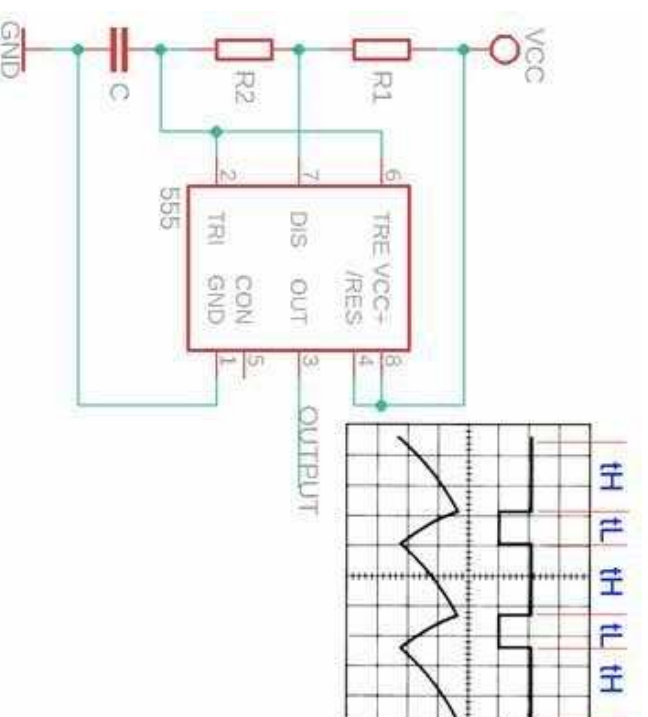 VCC
R1
R2
C
GND
6
7
2
TRE VCC+
/RES
DIS OUT
CON
TRI GND
555
8
4
3
5
1
OUTPUT
tH
tL
tH
tL
tH